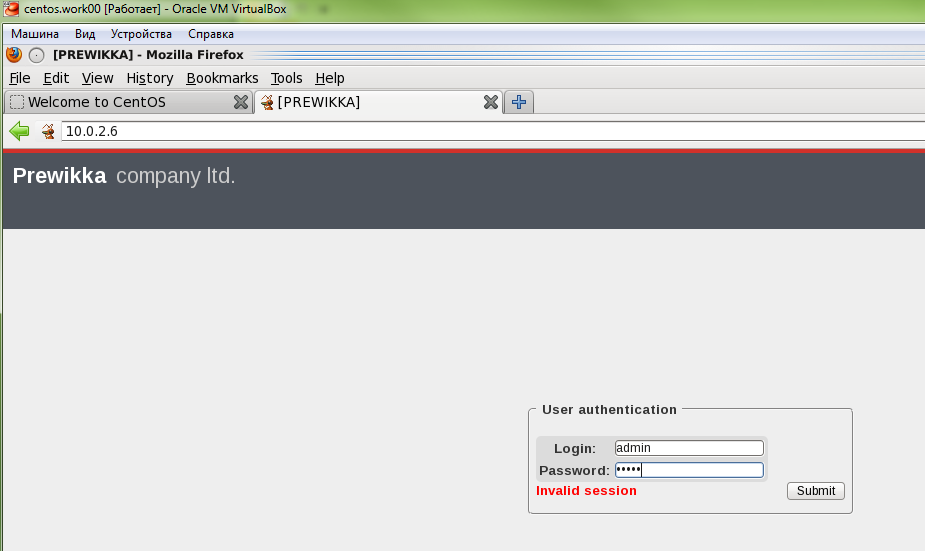 centos.work00 [Работает] - Oracle VM VirtualBox
Машина Вид Устройства Справка
[PREWIKKA] - Mozilla Firefox
File Edit View History Bookmarks Tools Help
Welcome to CentOS [PREWIKKA]
10.0.2.6
Prewikka company ltd.
User authentication
Login: admin
Password: •••••
Invalid session Submit